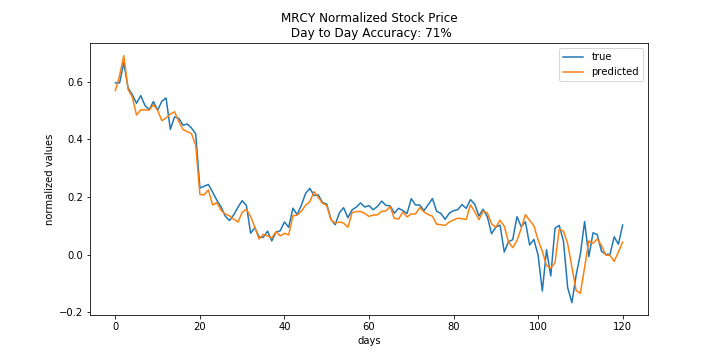 MRCY Normalized Stock Price
Day to Day Accuracy: 71%
true
predicted
normalized values
0.6
0.4
0.2
0.0
−0.2
0 20 40 60 80 100 120
days